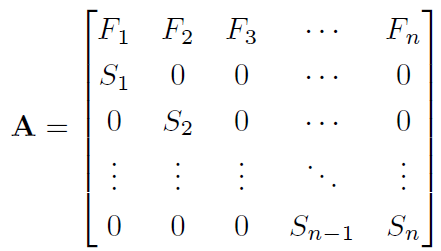 F₁ F₂ F₃ ⋯ Fₙ
S₁ 0 0 ⋯ 0
A = 0 S₂ 0 ⋯ 0
⋮ ⋮ ⋮ ⋱ ⋮
0 0 0 Sₙ₋₁ Sₙ